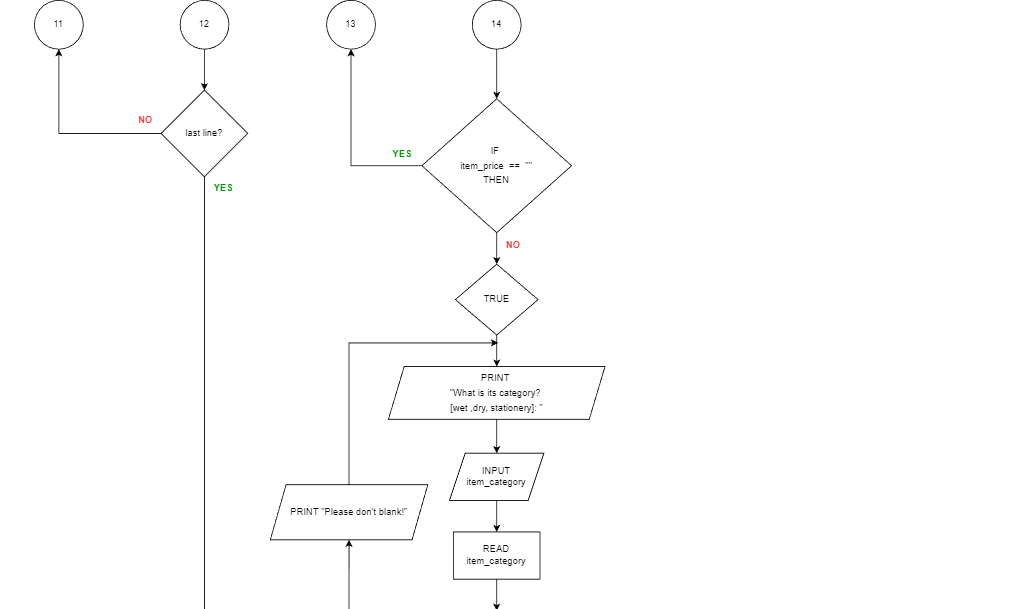 11
12
13
14
NO
last line?
YES
YES
IF
item_price == ""
THEN
NO
TRUE
PRINT
"What is its category?
[wet ,dry, stationery]: "
INPUT
item_category
PRINT "Please don't blank!"
READ
item_category